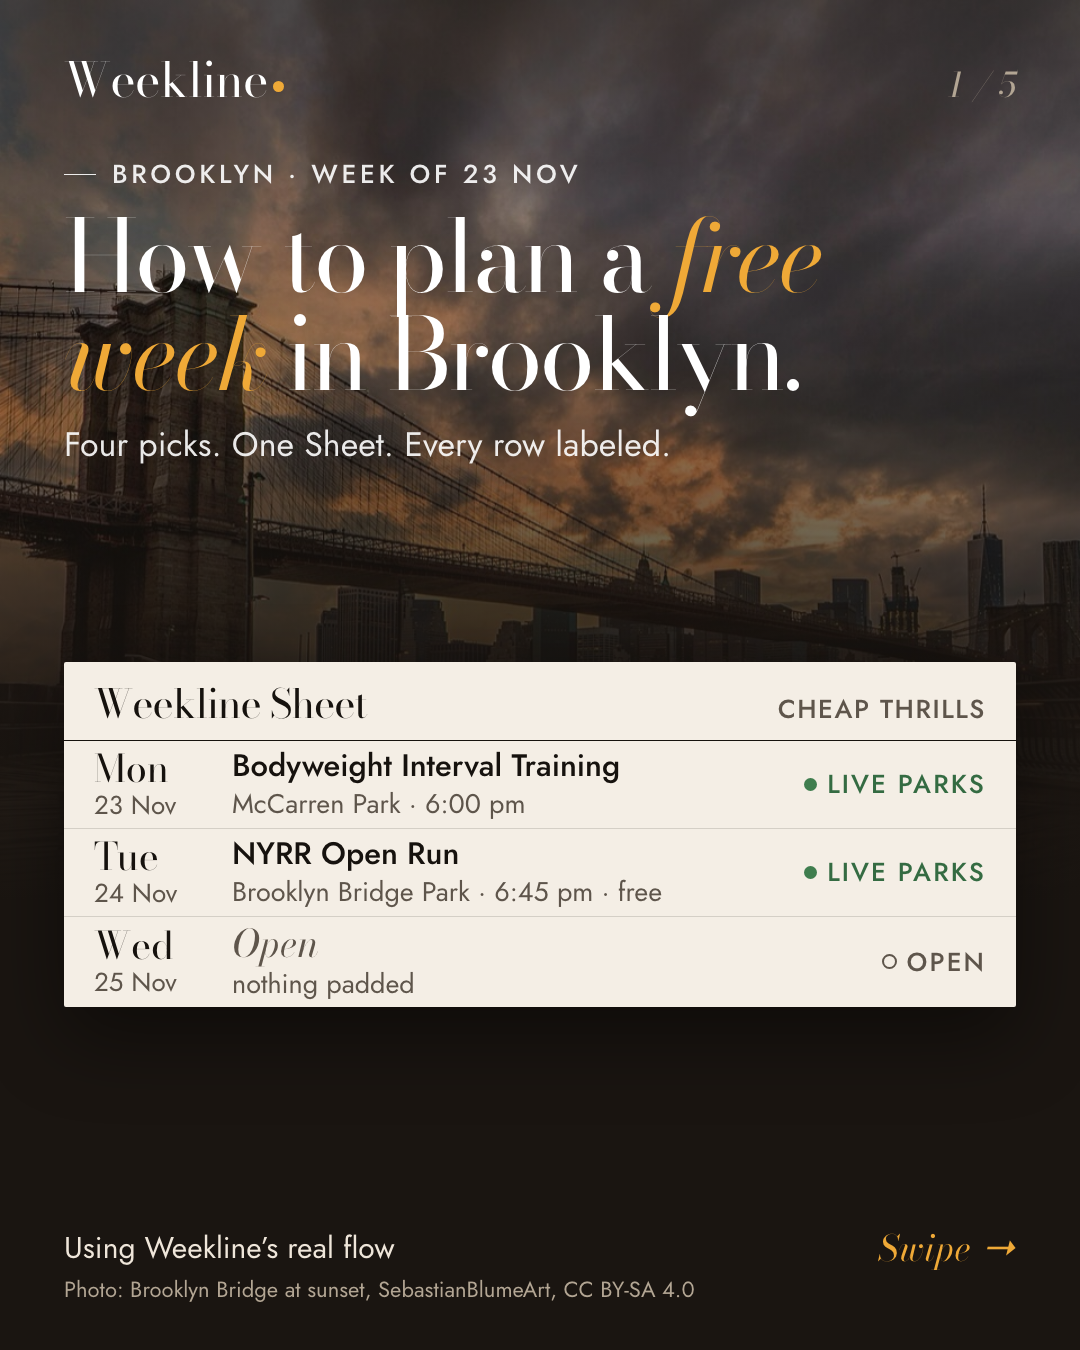 Weekline
1 / 5
— BROOKLYN · WEEK OF 23 NOV
How to plan a free
week in Brooklyn.
Four picks. One Sheet. Every row labeled.
Weekline Sheet
CHEAP THRILLS
Mon
23 Nov
Bodyweight Interval Training
McCarren Park · 6:00 pm
LIVE PARKS
Tue
24 Nov
NYRR Open Run
Brooklyn Bridge Park · 6:45 pm · free
LIVE PARKS
Wed
25 Nov
Open
nothing padded
OPEN
Using Weekline’s real flow
Swipe →
Photo: Brooklyn Bridge at sunset, SebastianBlumeArt, CC BY-SA 4.0